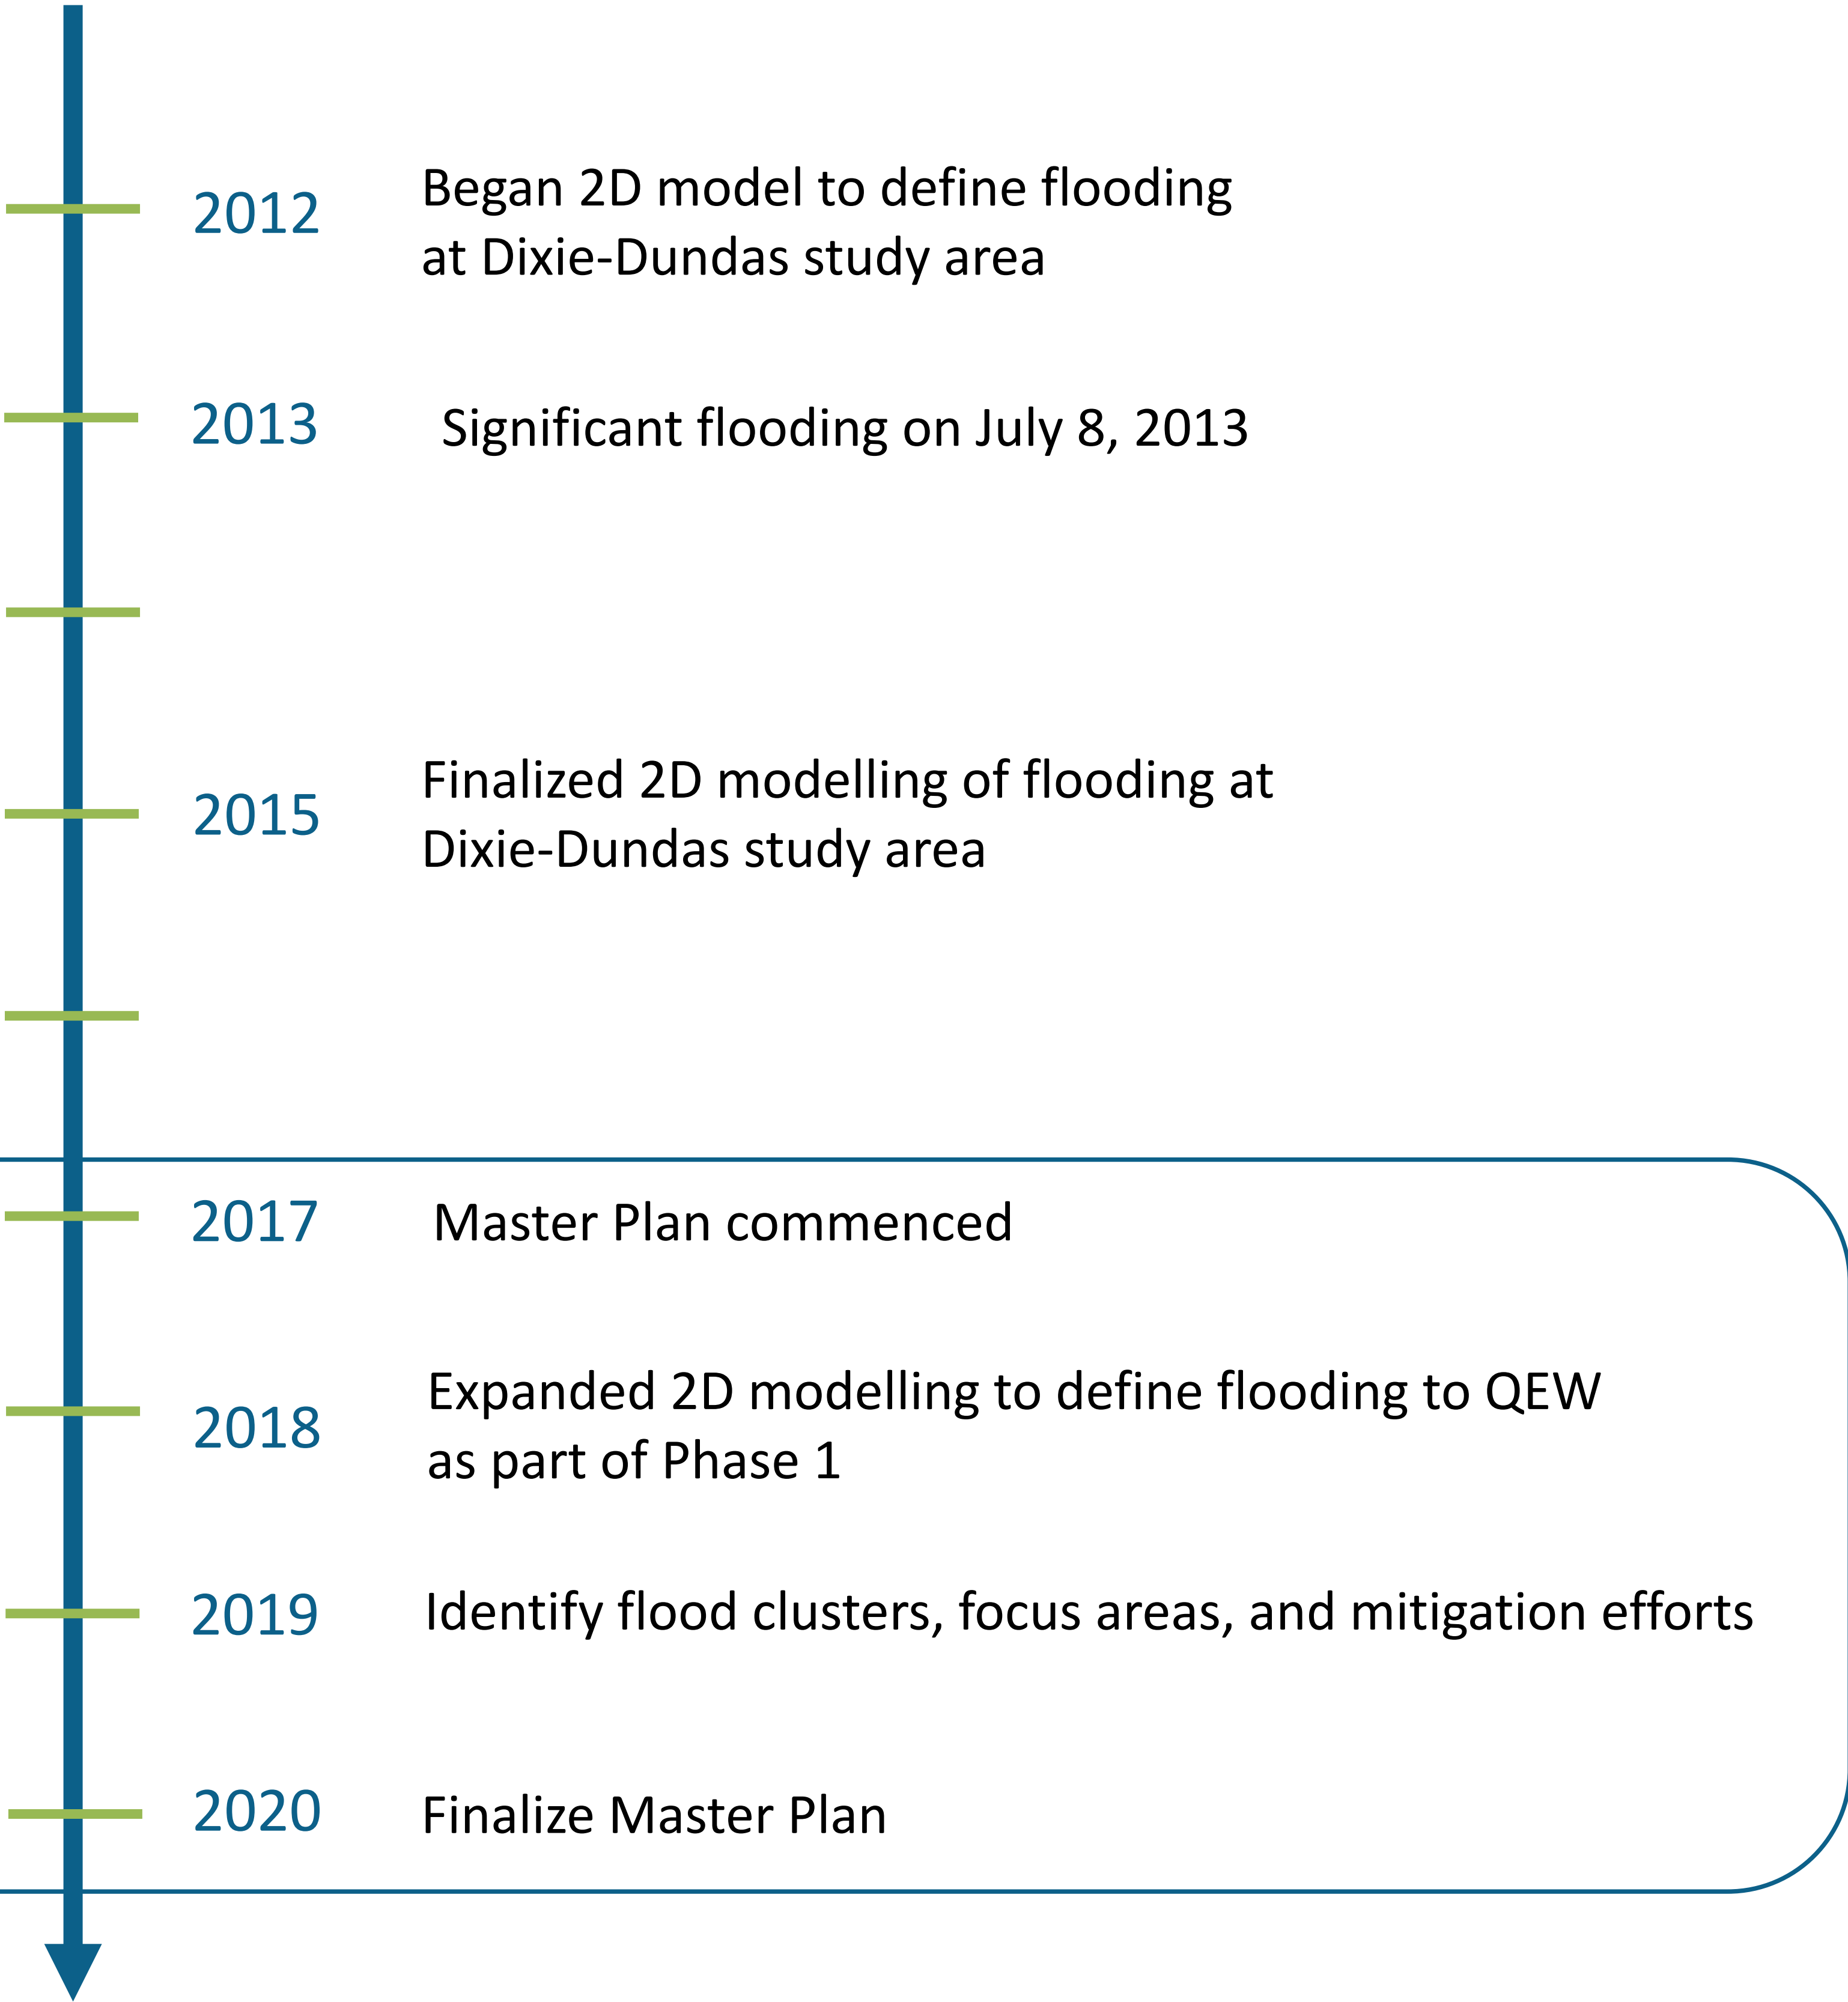 2012
Began 2D model to define flooding
at Dixie-Dundas study area
2013
Significant flooding on July 8, 2013
2015
Finalized 2D modelling of flooding at
Dixie-Dundas study area
2017
Master Plan commenced
2018
Expanded 2D modelling to define flooding to QEW
as part of Phase 1
2019
Identify flood clusters, focus areas, and mitigation efforts
2020
Finalize Master Plan